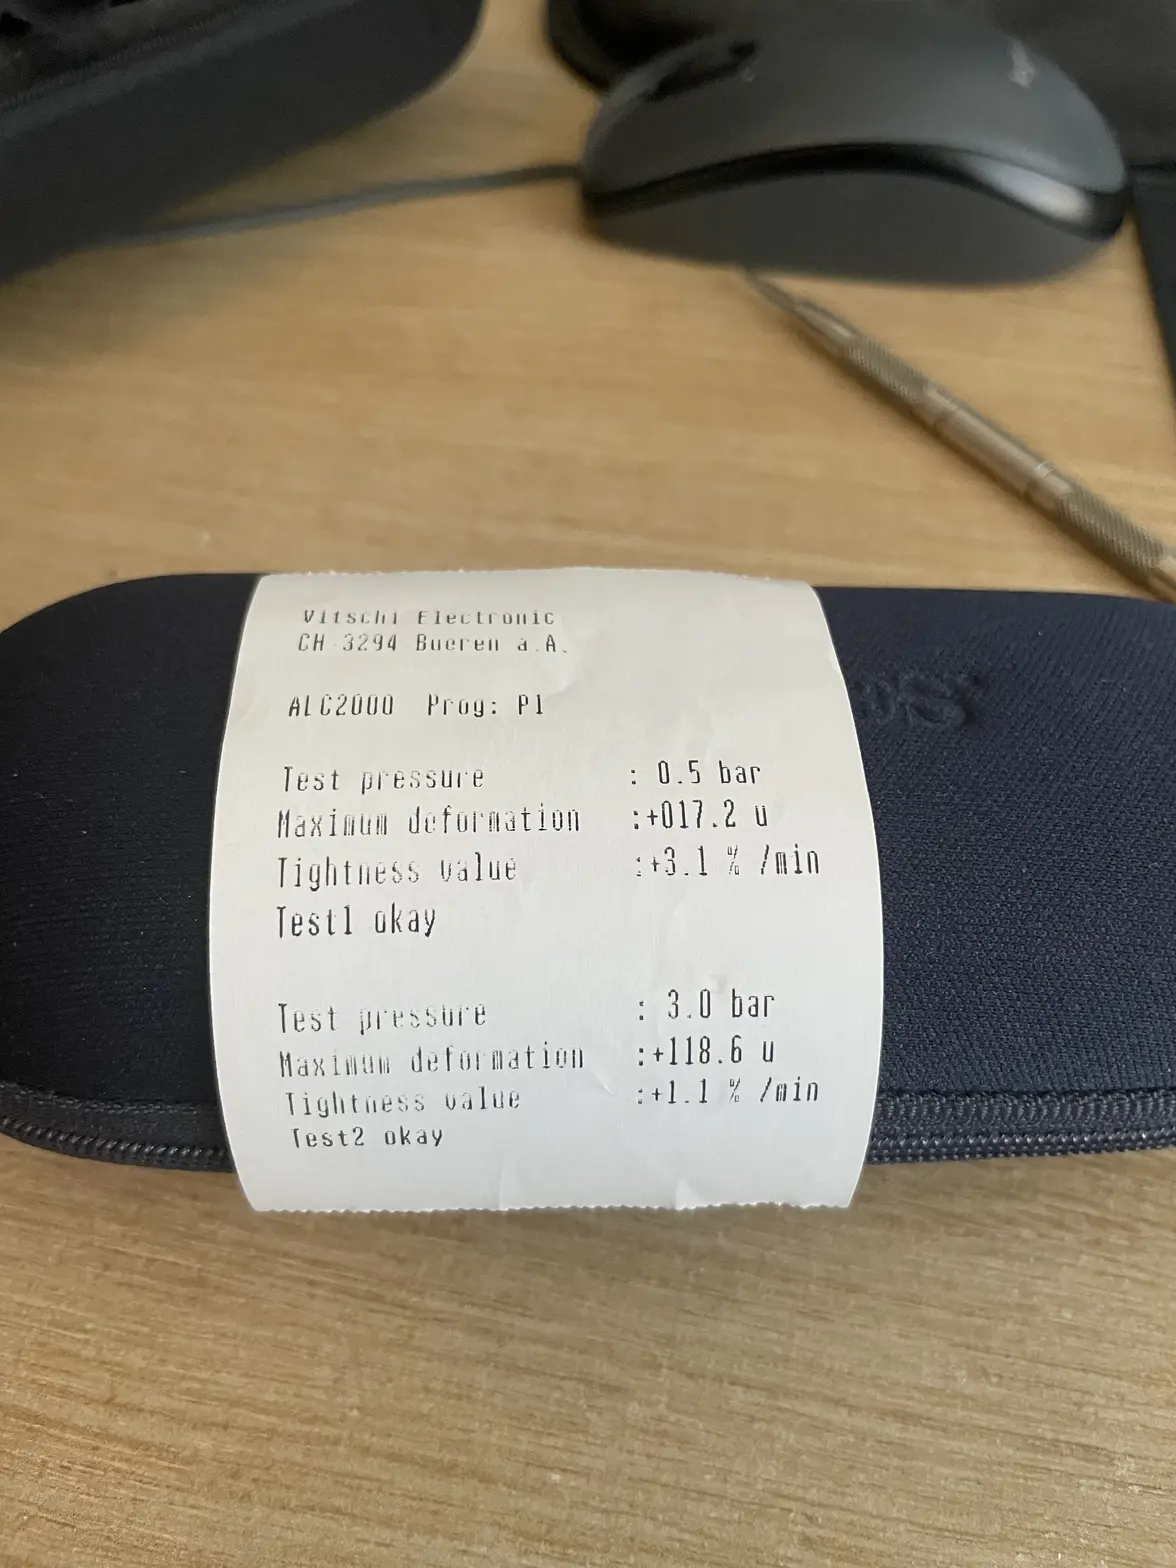 Witschi Electronic
CH 3294 Bueren a.A.
ALC2000 Prog: P1
Test pressure : 0.5 bar
Maximum deformation :+017.2 u
Tightness value :+3.1 % /min
Test1 okay
Test pressure : 3.0 bar
Maximum deformation :+118.6 u
Tightness value :+1.1 % /min
Test2 okay